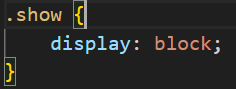 .show {
    display: block;
}